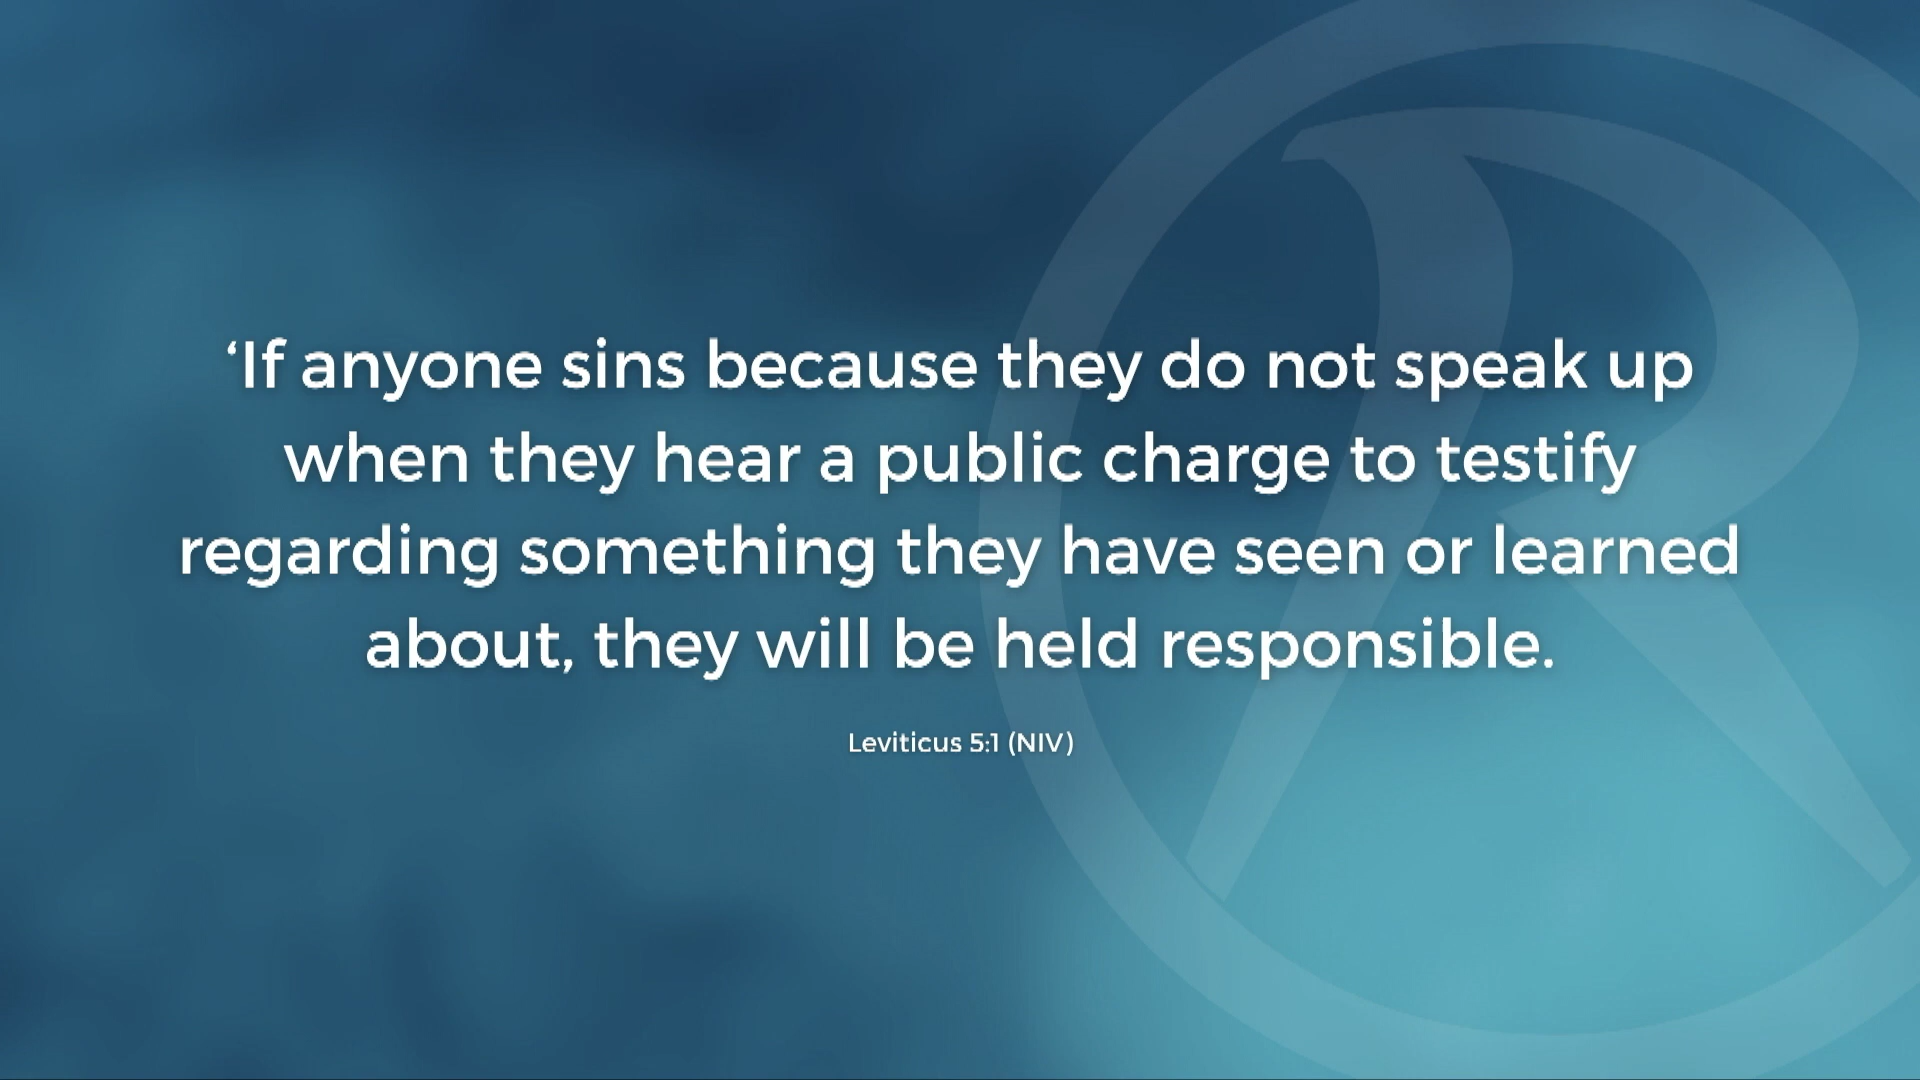 ‘If anyone sins because they do not speak up
when they hear a public charge to testify
regarding something they have seen or learned
about, they will be held responsible.
Leviticus 5:1 (NIV)
R